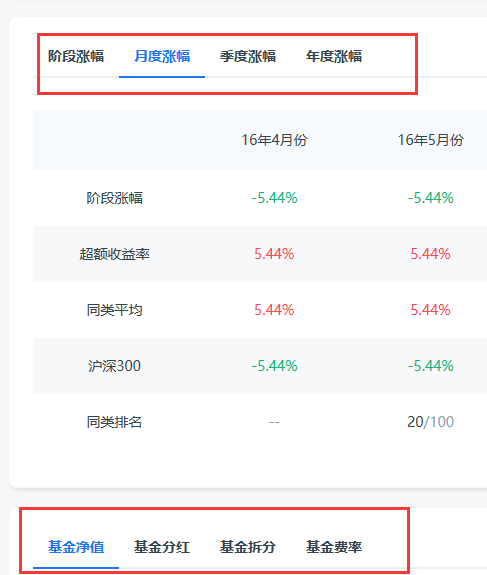 阶段涨幅 月度涨幅 季度涨幅 年度涨幅
16年4月份 16年5月份
阶段涨幅 -5.44% -5.44%
超额收益率 5.44% 5.44%
同类平均 5.44% 5.44%
沪深300 -5.44% -5.44%
同类排名 -- 20/100
基金净值 基金分红 基金拆分 基金费率